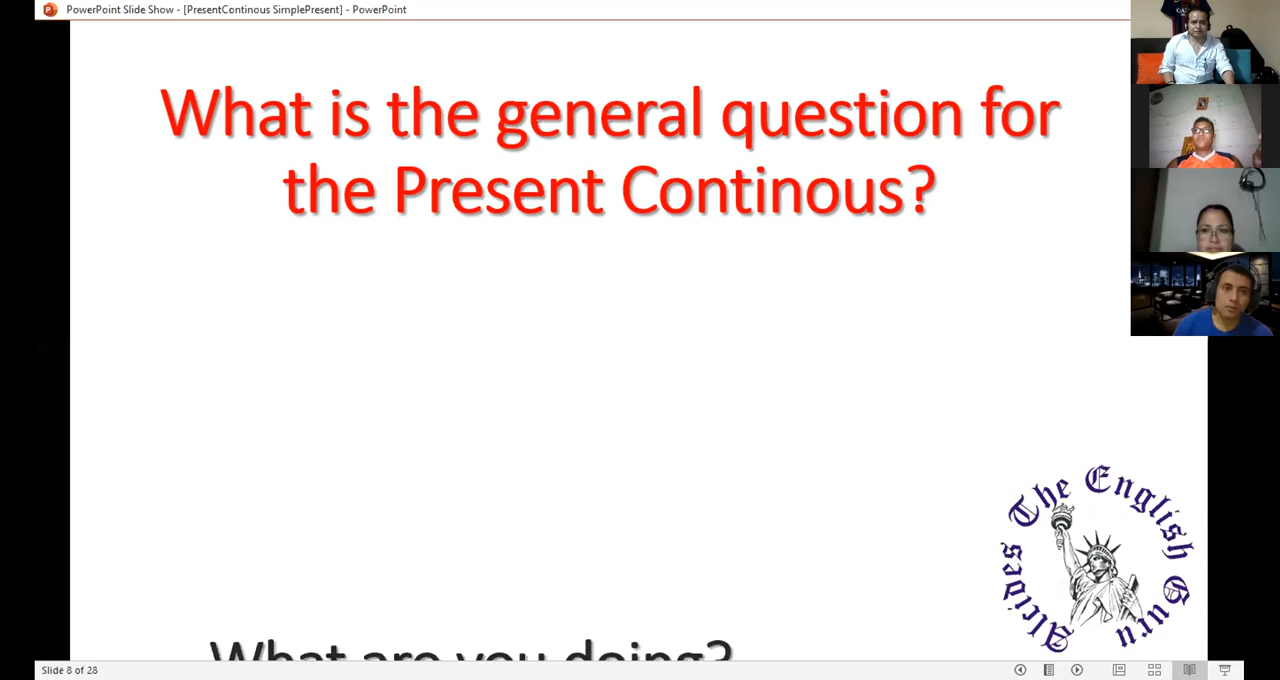 PowerPoint Slide Show - [PresentContinous SimplePresent] - PowerPoint
What is the general question for
the Present Continous?
What are you doing?
Alcides The English Guru
Slide 8 of 28